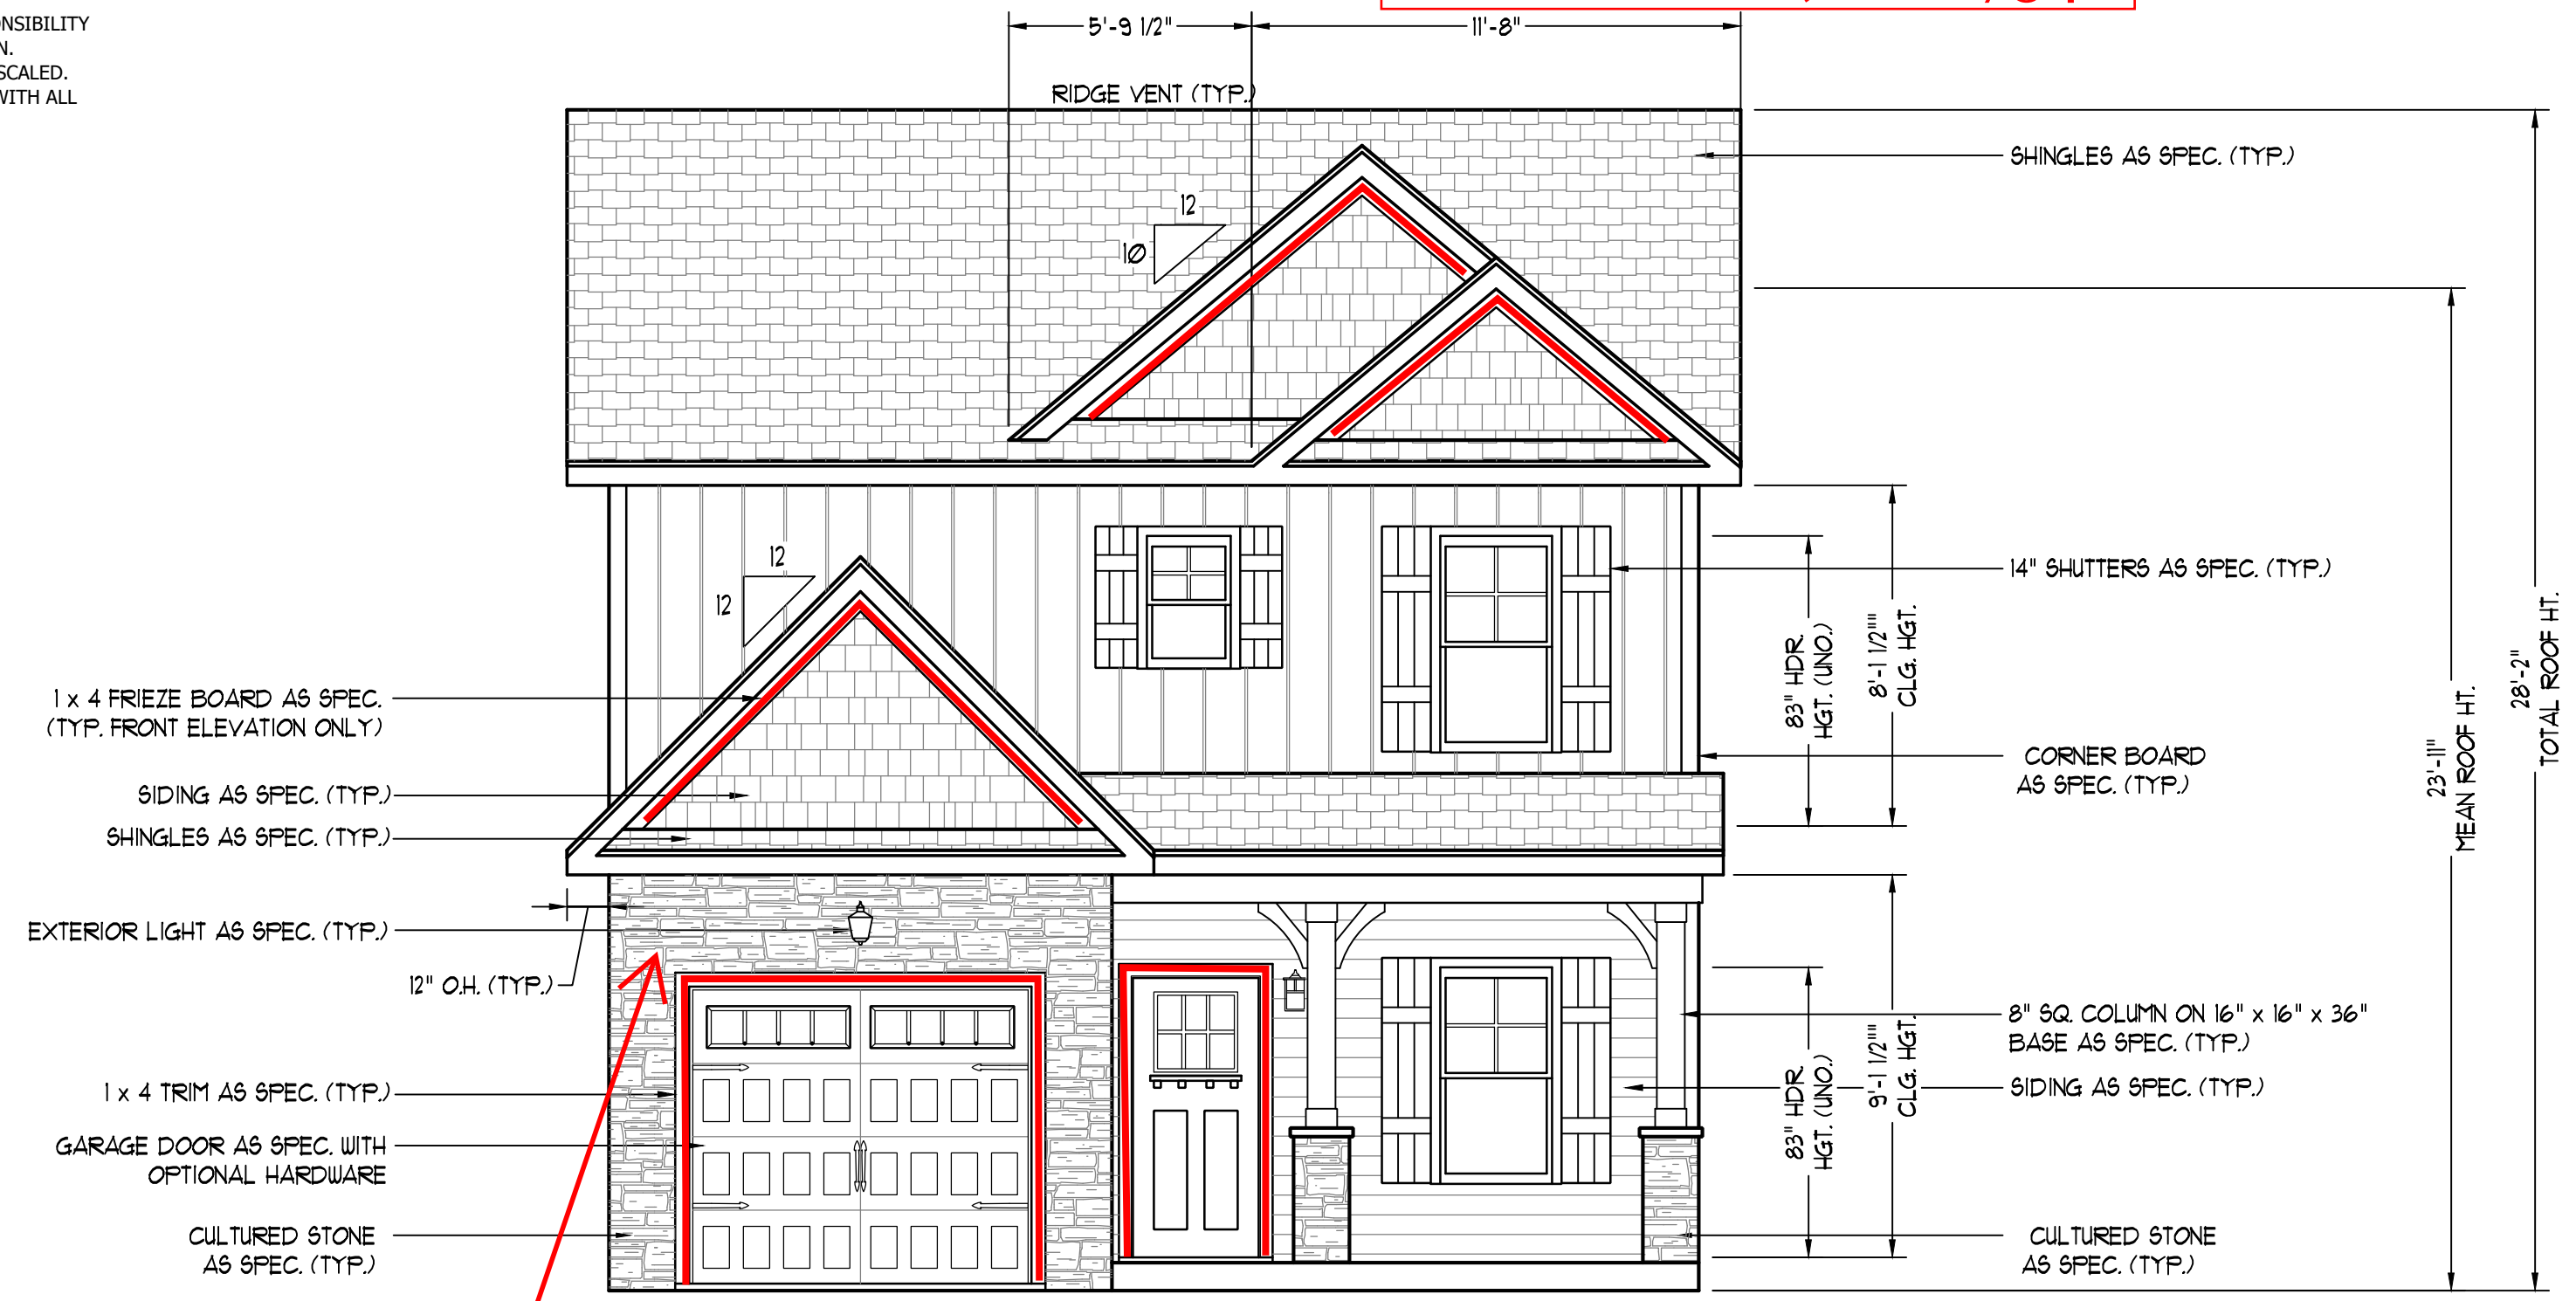 NSIBILITY
N.
SCALED.
WITH ALL
5'-9 1/2"
11'-8"
RIDGE VENT (TYP.)
SHINGLES AS SPEC. (TYP.)
12
10
14" SHUTTERS AS SPEC. (TYP.)
12
12
83" HDR.
HGT. (UNO.)
8'-1 1/2""
CLG. HGT.
1 x 4 FRIEZE BOARD AS SPEC.
(TYP. FRONT ELEVATION ONLY)
CORNER BOARD
AS SPEC. (TYP.)
23'-11"
MEAN ROOF HT.
28'-2"
TOTAL ROOF HT.
SIDING AS SPEC. (TYP.)
SHINGLES AS SPEC. (TYP.)
EXTERIOR LIGHT AS SPEC. (TYP.)
12" O.H. (TYP.)
8" SQ. COLUMN ON 16" x 16" x 36"
BASE AS SPEC. (TYP.)
83" HDR.
HGT. (UNO.)
9'-1 1/2""
CLG. HGT.
SIDING AS SPEC. (TYP.)
1 x 4 TRIM AS SPEC. (TYP.)
GARAGE DOOR AS SPEC. WITH
OPTIONAL HARDWARE
CULTURED STONE
AS SPEC. (TYP.)
CULTURED STONE
AS SPEC. (TYP.)